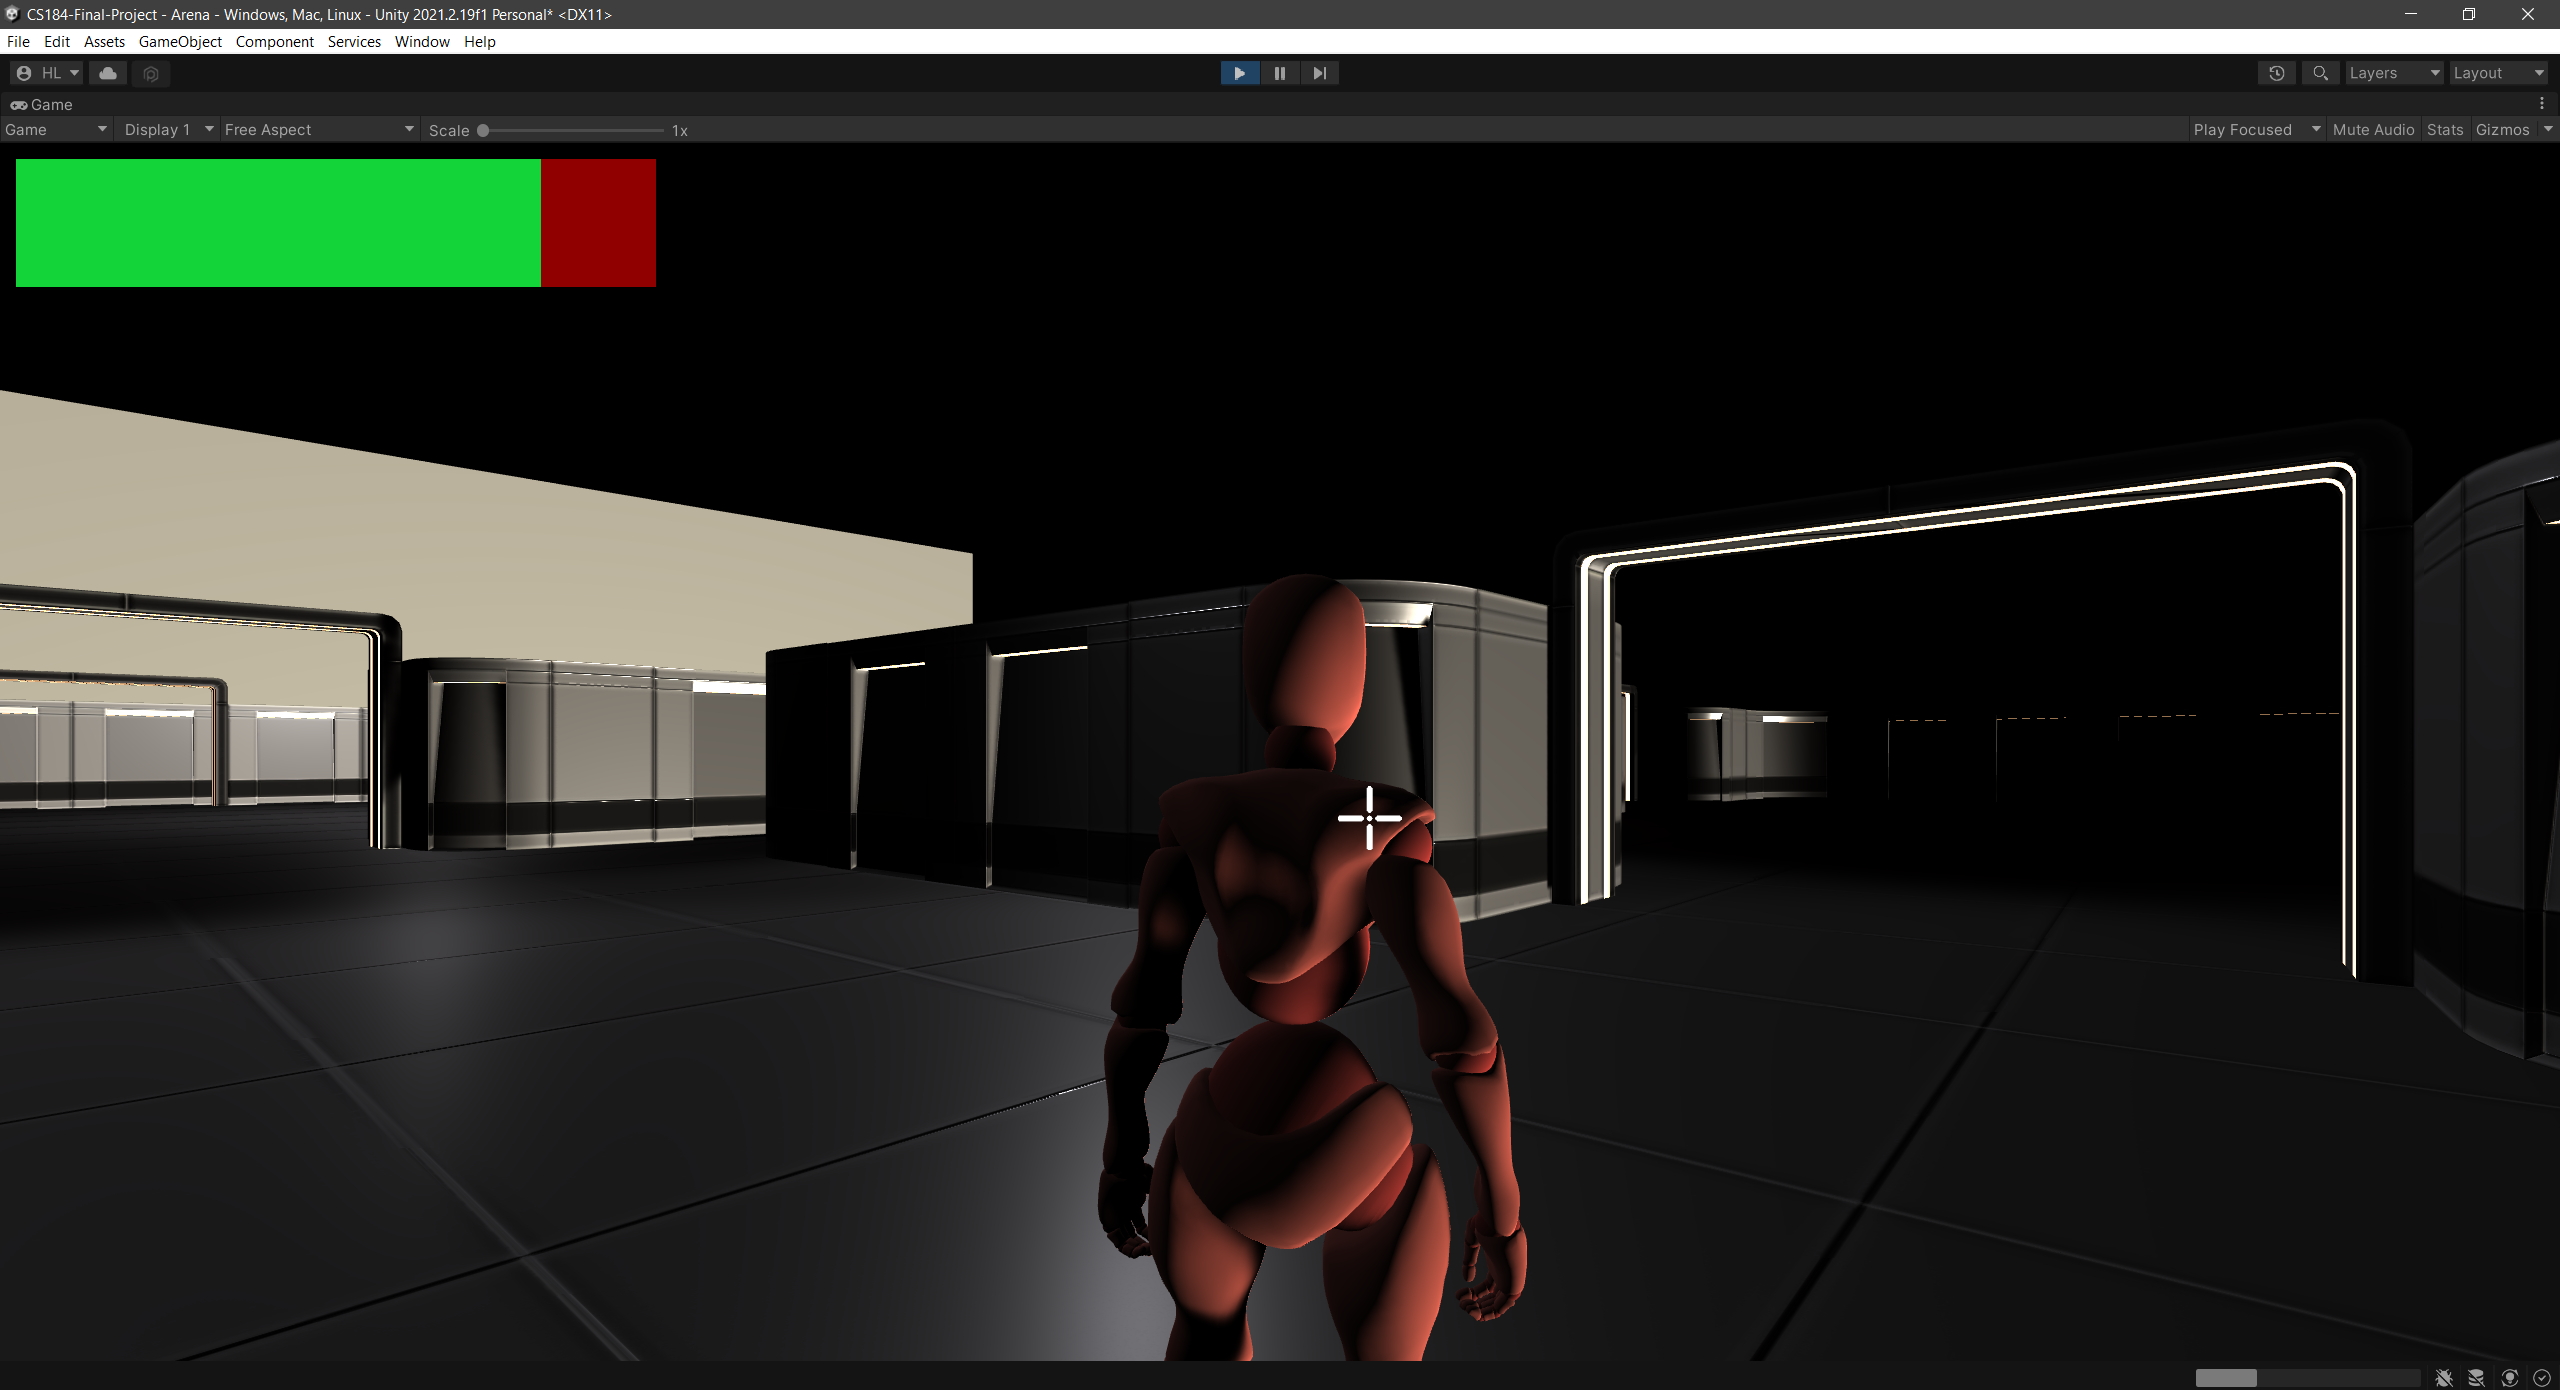 CS184-Final-Project - Arena - Windows, Mac, Linux - Unity 2021.2.19f1 Personal* <DX11>
File Edit Assets GameObject Component Services Window Help
HL Layers Layout
Game
Game Display 1 Free Aspect Scale 1x Play Focused Mute Audio Stats Gizmos